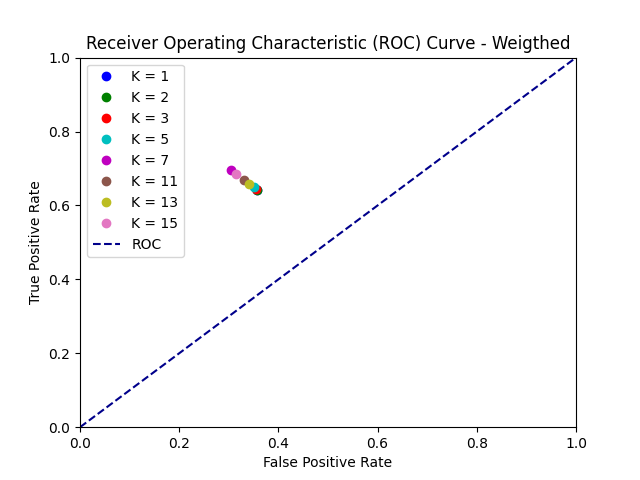 Receiver Operating Characteristic (ROC) Curve - Weigthed
1.0
0.8
0.6
0.4
0.2
0.0
True Positive Rate
K = 1
K = 2
K = 3
K = 5
K = 7
K = 11
K = 13
K = 15
ROC
0.0 0.2 0.4 0.6 0.8 1.0
False Positive Rate